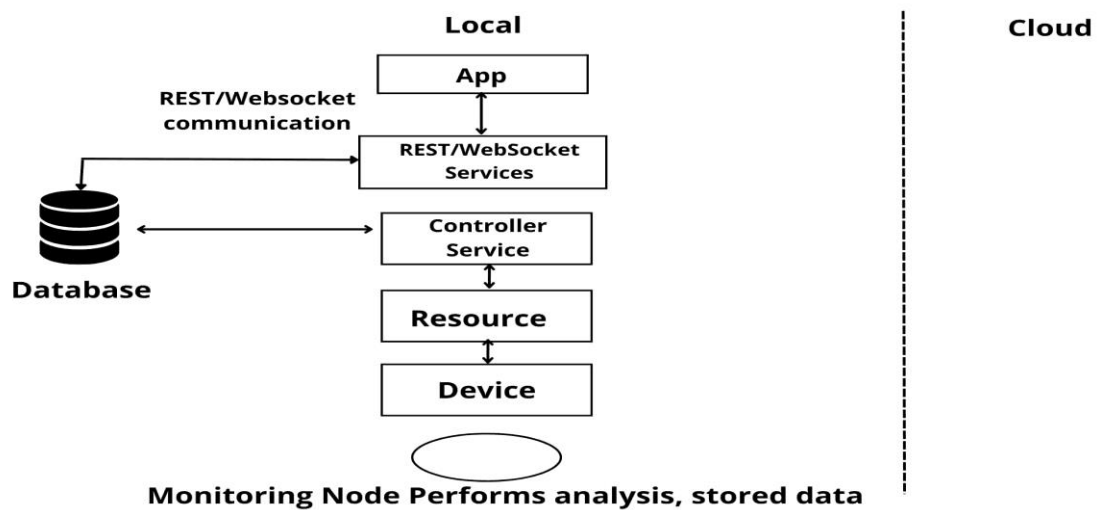 Local
Cloud
App
REST/Websocket
communication
REST/WebSocket
Services
Controller
Service
Database
Resource
Device
Monitoring Node Performs analysis, stored data